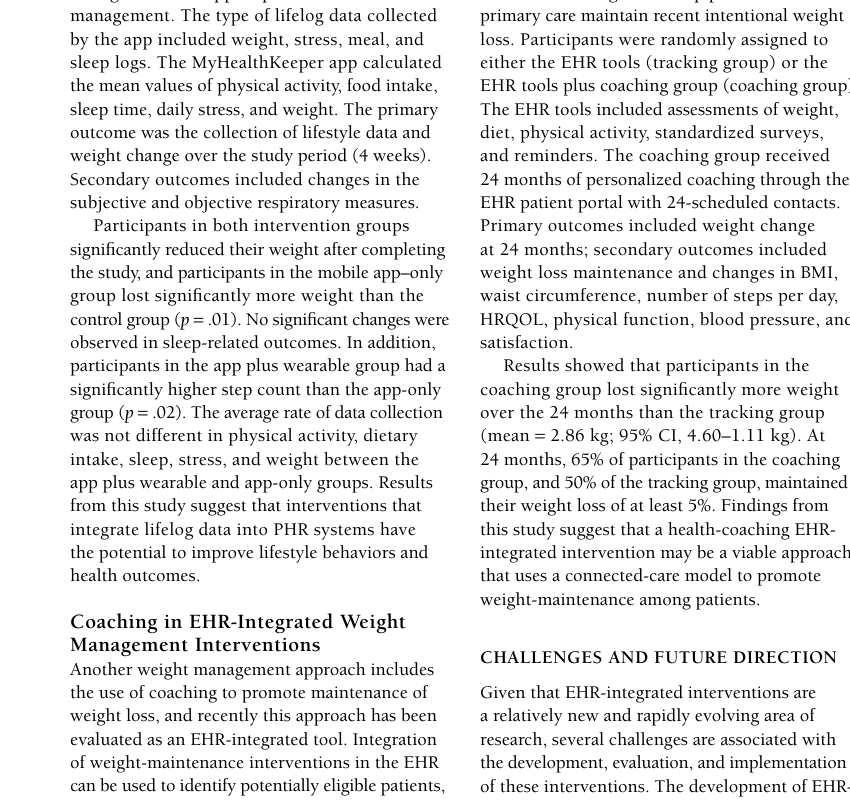 management. The type of lifelog data collected
by the app included weight, stress, meal, and
sleep logs. The MyHealthKeeper app calculated
the mean values of physical activity, food intake,
sleep time, daily stress, and weight. The primary
outcome was the collection of lifestyle data and
weight change over the study period (4 weeks).
Secondary outcomes included changes in the
subjective and objective respiratory measures.
Participants in both intervention groups
significantly reduced their weight after completing
the study, and participants in the mobile app–only
group lost significantly more weight than the
control group (p = .01). No significant changes were
observed in sleep-related outcomes. In addition,
participants in the app plus wearable group had a
significantly higher step count than the app-only
group (p = .02). The average rate of data collection
was not different in physical activity, dietary
intake, sleep, stress, and weight between the
app plus wearable and app-only groups. Results
from this study suggest that interventions that
integrate lifelog data into PHR systems have
the potential to improve lifestyle behaviors and
health outcomes.
Coaching in EHR-Integrated Weight
Management Interventions
Another weight management approach includes
the use of coaching to promote maintenance of
weight loss, and recently this approach has been
evaluated as an EHR-integrated tool. Integration
of weight-maintenance interventions in the EHR
can be used to identify potentially eligible patients,
primary care maintain recent intentional weight
loss. Participants were randomly assigned to
either the EHR tools (tracking group) or the
EHR tools plus coaching group (coaching group)
The EHR tools included assessments of weight,
diet, physical activity, standardized surveys,
and reminders. The coaching group received
24 months of personalized coaching through the
EHR patient portal with 24-scheduled contacts.
Primary outcomes included weight change
at 24 months; secondary outcomes included
weight loss maintenance and changes in BMI,
waist circumference, number of steps per day,
HRQOL, physical function, blood pressure, and
satisfaction.
Results showed that participants in the
coaching group lost significantly more weight
over the 24 months than the tracking group
(mean = 2.86 kg; 95% CI, 4.60–1.11 kg). At
24 months, 65% of participants in the coaching
group, and 50% of the tracking group, maintained
their weight loss of at least 5%. Findings from
this study suggest that a health-coaching EHR-
integrated intervention may be a viable approach
that uses a connected-care model to promote
weight-maintenance among patients.
CHALLENGES AND FUTURE DIRECTION
Given that EHR-integrated interventions are
a relatively new and rapidly evolving area of
research, several challenges are associated with
the development, evaluation, and implementation
of these interventions. The development of EHR-